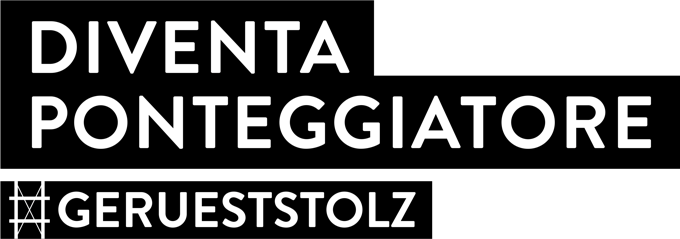 DIVENTA
PONTEGGIATORE
#GERUESTSTOLZ